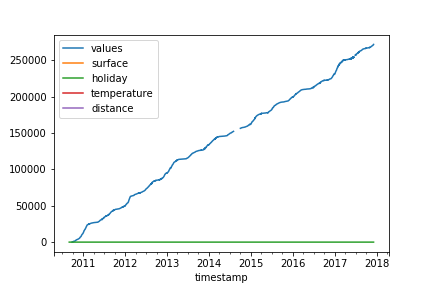 values
surface
holiday
temperature
distance
250000
200000
150000
100000
50000
0
2011 2012 2013 2014 2015 2016 2017 2018
timestamp